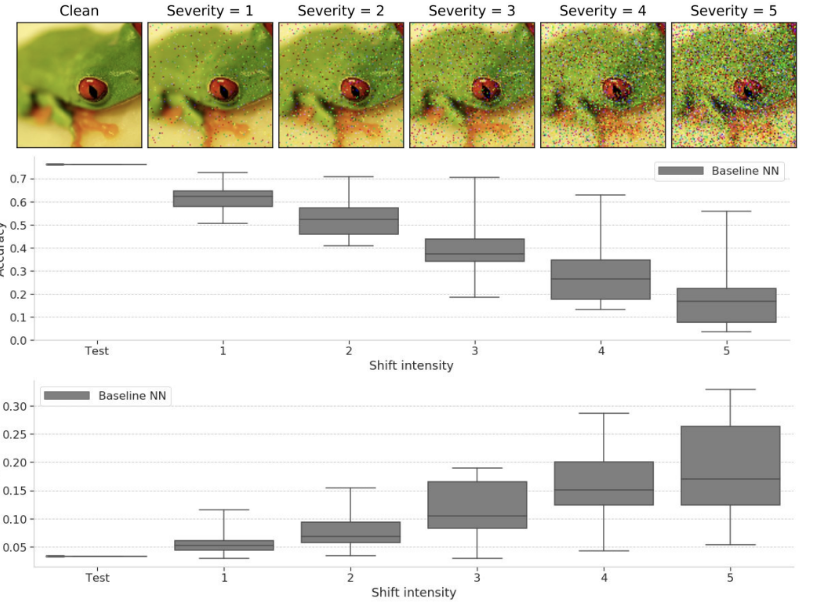 Clean Severity = 1 Severity = 2 Severity = 3 Severity = 4 Severity = 5
Accuracy
0.7
0.6
0.5
0.4
0.3
0.2
0.1
0.0
Baseline NN
Test 1 2 3 4 5
Shift intensity
0.30
0.25
0.20
0.15
0.10
0.05
Baseline NN
Test 1 2 3 4 5
Shift intensity